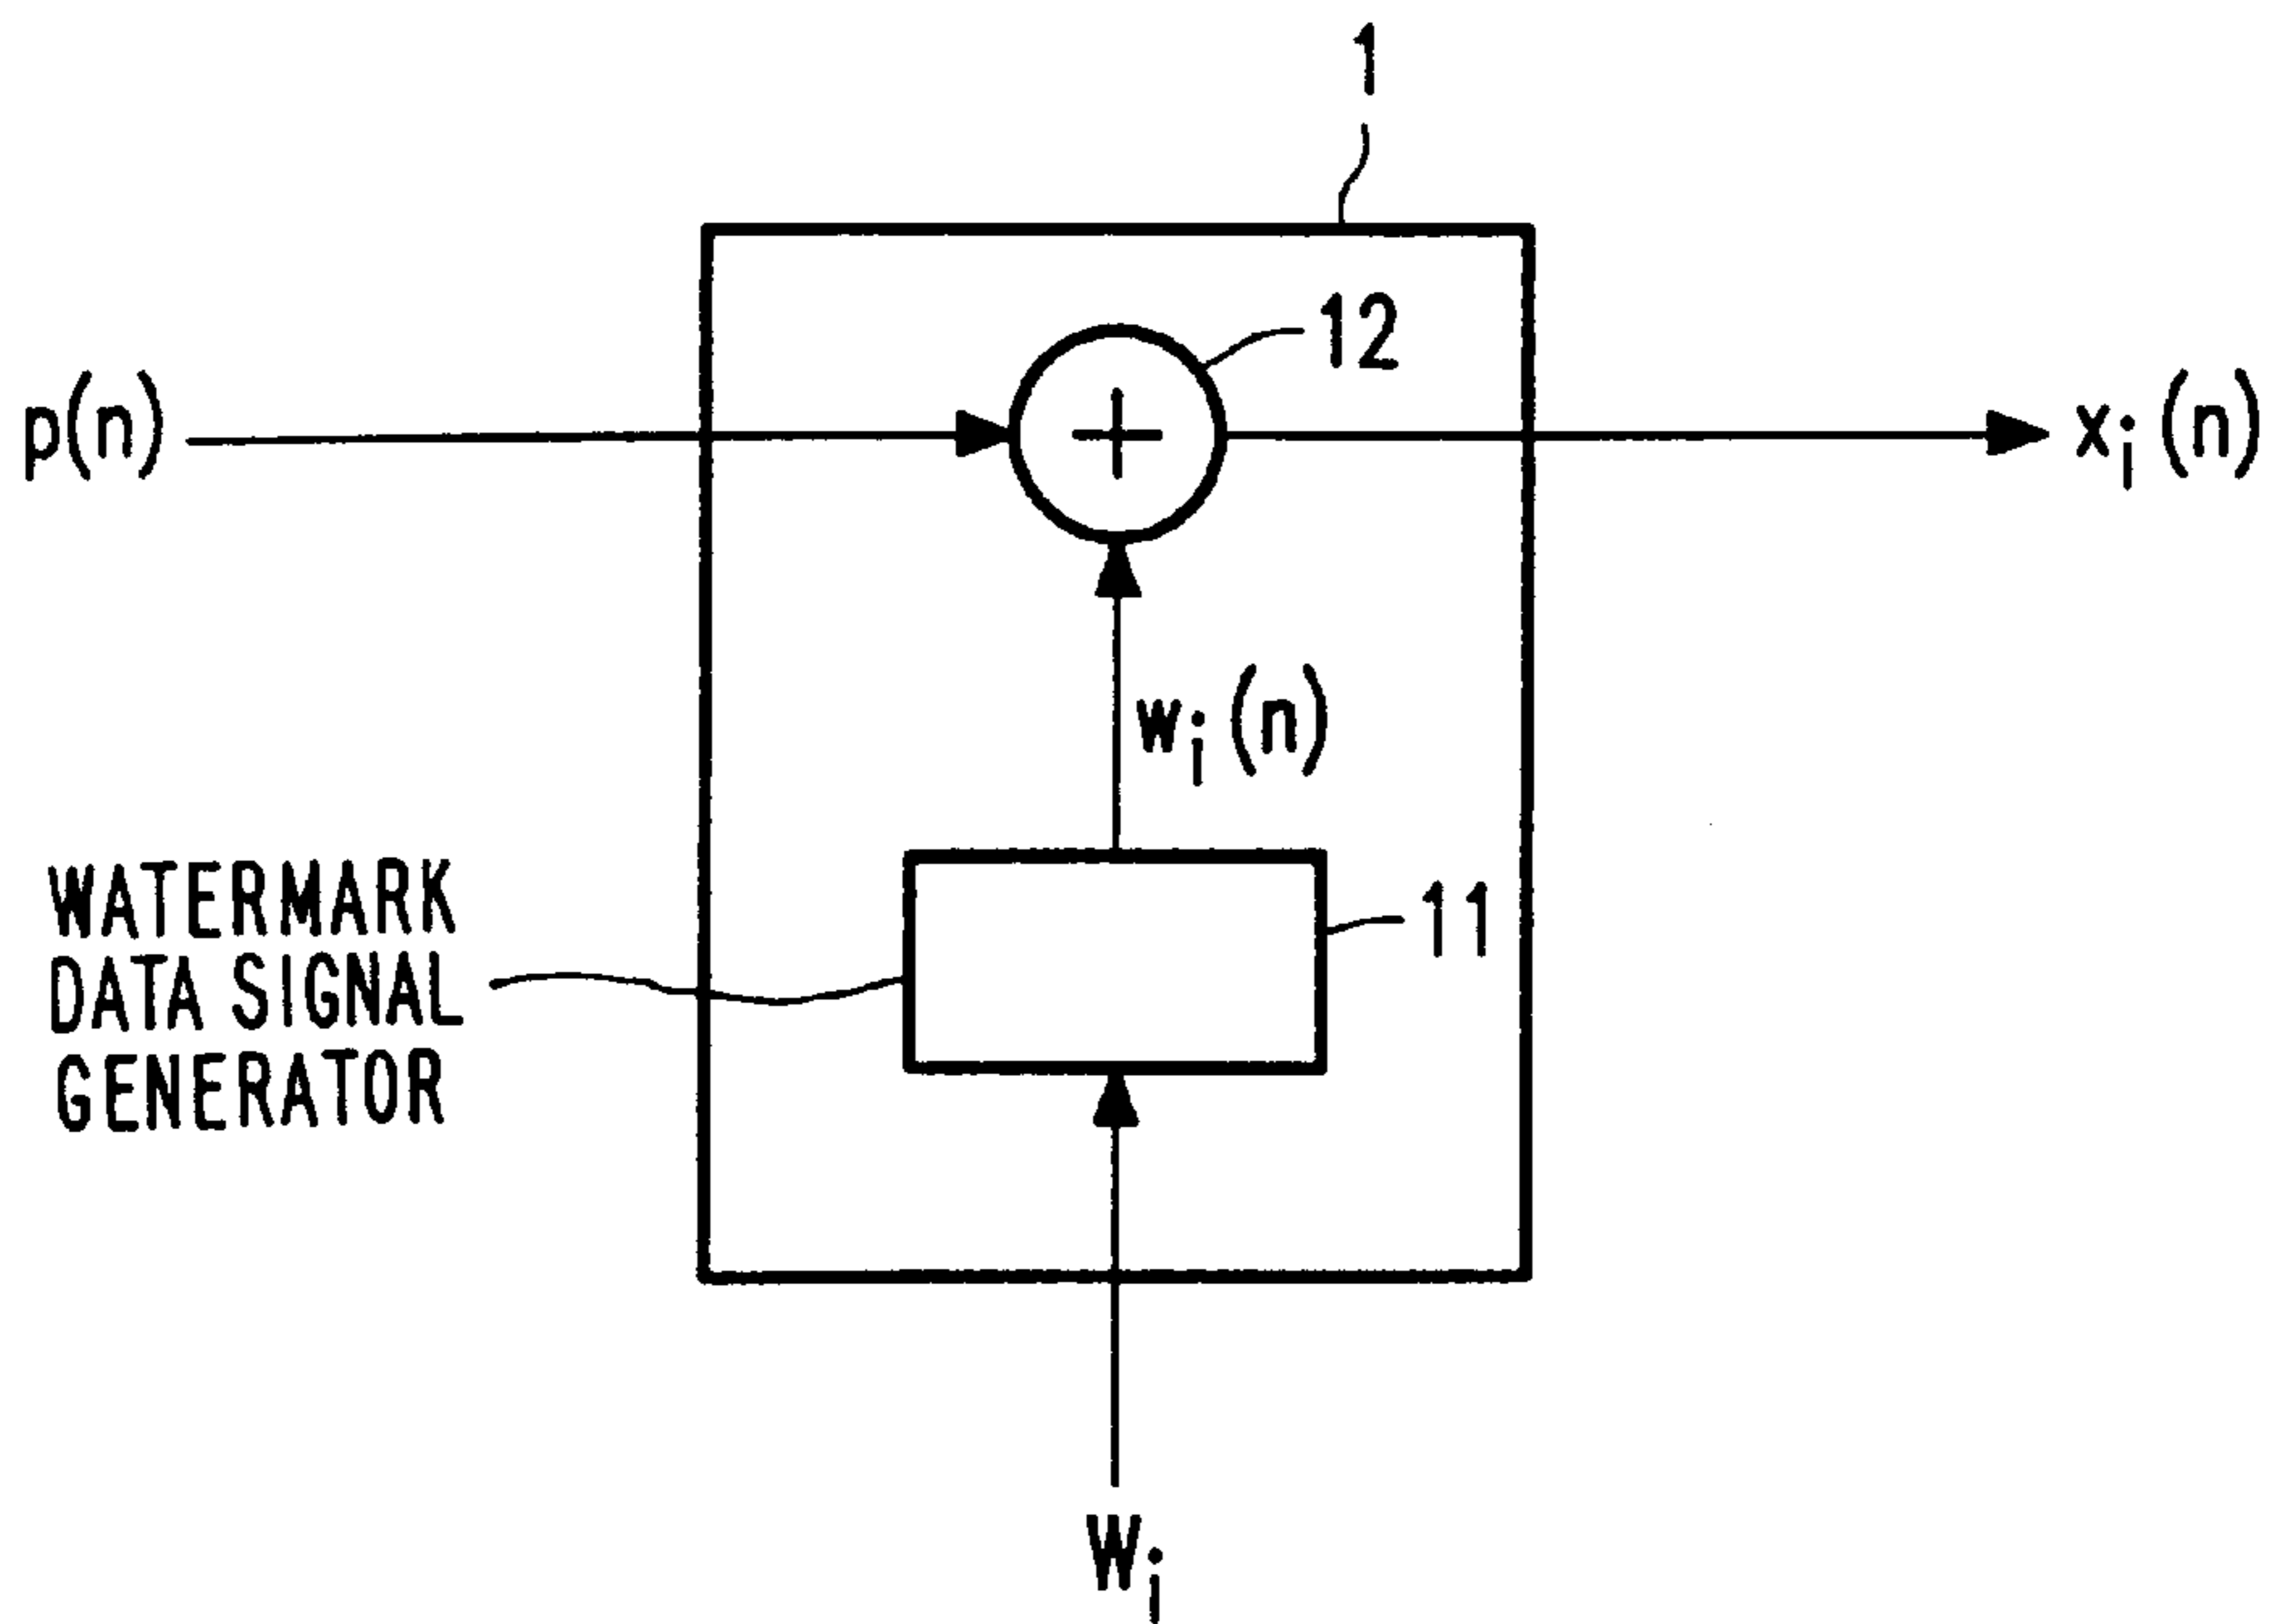 1
12
p(n)
xᵢ(n)
wᵢ(n)
WATERMARK
DATA SIGNAL
GENERATOR
11
Wᵢ